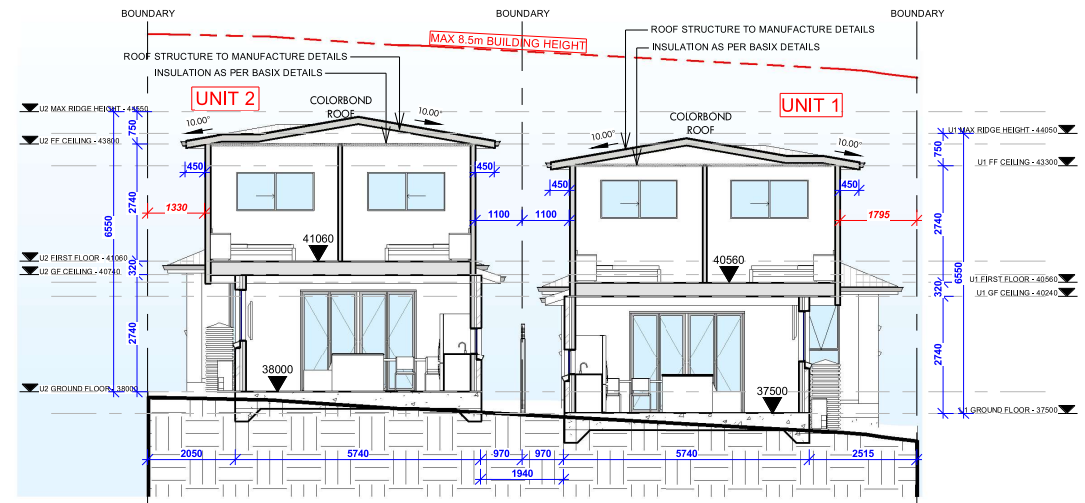 BOUNDARY
BOUNDARY
BOUNDARY
MAX 8.5m BUILDING HEIGHT
ROOF STRUCTURE TO MANUFACTURE DETAILS
INSULATION AS PER BASIX DETAILS
ROOF STRUCTURE TO MANUFACTURE DETAILS
INSULATION AS PER BASIX DETAILS
UNIT 2
UNIT 1
COLORBOND
ROOF
COLORBOND
ROOF
10.00°
10.00°
10.00°
10.00°
U2 MAX RIDGE HEIGHT -
U2 FF CEILING - 43800
U2 FIRST FLOOR - 41060
U2 GF CEILING - 40740
U2 GROUND FLOOR - 38000
U1 MAX RIDGE HEIGHT - 44050
U1 FF CEILING - 43300
U1 FIRST FLOOR - 40560
U1 GF CEILING - 40240
1 GROUND FLOOR - 37500
750
2740
320
2740
6550
750
2740
320
2740
6550
450
450
450
450
1330
1100
1100
1795
41060
40560
38000
37500
2050
5740
970
970
5740
2515
1940